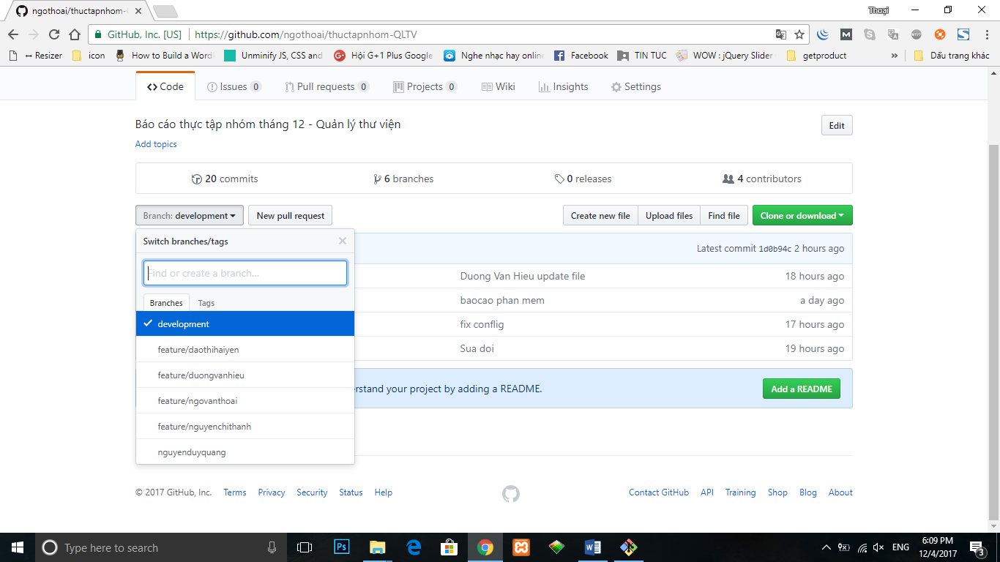 ngothoai/thuctapnhom-
Thoại
GitHub, Inc. [US] https://github.com/ngothoai/thuctapnhom-QLTV
↔ Resizer icon How to Build a Word Unminify JS, CSS and Hội G+1 Plus Google Nghe nhạc hay online Facebook TIN TUC WOW : jQuery Slider getproduct » Dấu trang khác
Code Issues 0 Pull requests 0 Projects 0 Wiki Insights Settings
Báo cáo thực tập nhóm tháng 12 - Quản lý thư viện Edit
Add topics
20 commits 6 branches 0 releases 4 contributors
Branch: development New pull request Create new file Upload files Find file Clone or download
Switch branches/tags
Latest commit 1d0b94c 2 hours ago
Find or create a branch...
Duong Van Hieu update file 18 hours ago
baocao phan mem a day ago
Branches Tags
development fix conflig 17 hours ago
feature/daothihaiyen Sua doi 19 hours ago
feature/duongvanhieu
rstand your project by adding a README. Add a README
feature/ngovanthoai
feature/nguyenchithanh
nguyenduyquang
© 2017 GitHub, Inc. Terms Privacy Security Status Help Contact GitHub API Training Shop Blog About
Type here to search Ps ENG 6:09 PM
12/4/2017 3